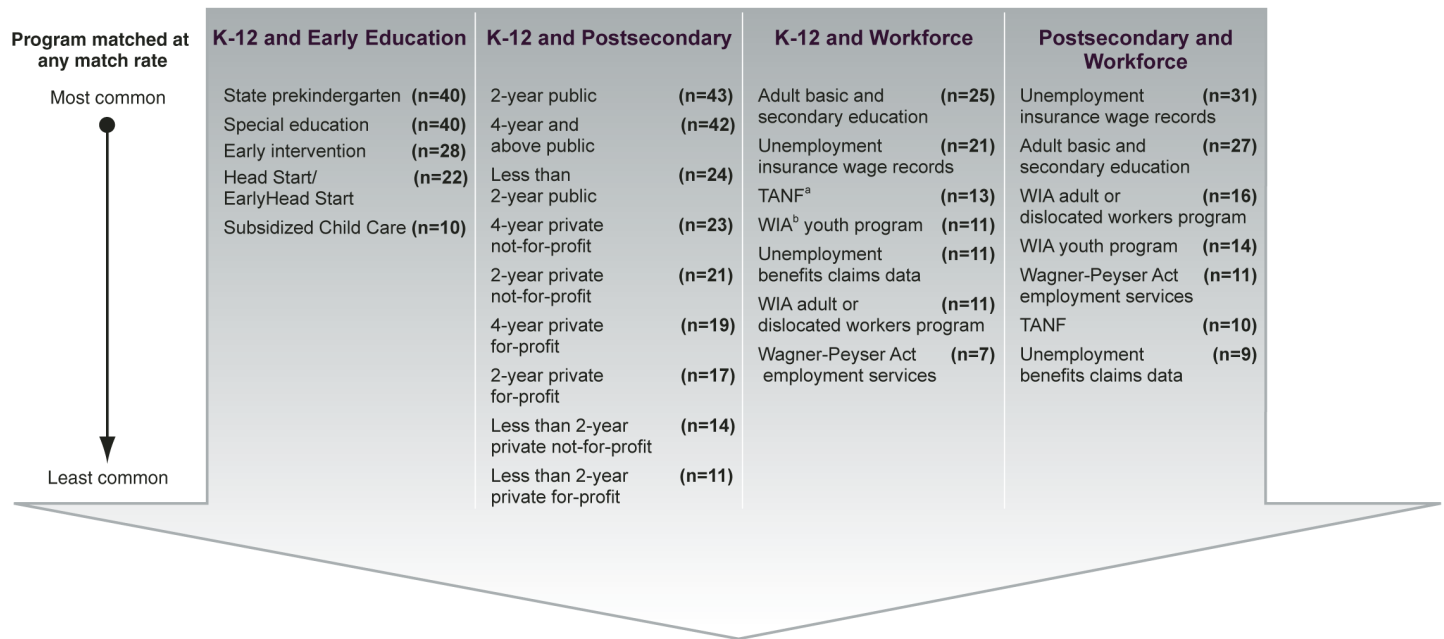 Program matched at
any match rate
Most common
Least common
K-12 and Early Education
State prekindergarten (n=40)
Special education (n=40)
Early intervention (n=28)
Head Start/ (n=22)
EarlyHead Start
Subsidized Child Care (n=10)
K-12 and Postsecondary
2-year public (n=43)
4-year and (n=42)
above public
Less than (n=24)
2-year public
4-year private (n=23)
not-for-profit
2-year private (n=21)
not-for-profit
4-year private (n=19)
for-profit
2-year private (n=17)
for-profit
Less than 2-year (n=14)
private not-for-profit
Less than 2-year (n=11)
private for-profit
K-12 and Workforce
Adult basic and (n=25)
secondary education
Unemployment (n=21)
insurance wage records
TANFa (n=13)
WIAb youth program (n=11)
Unemployment (n=11)
benefits claims data
WIA adult or (n=11)
dislocated workers program
Wagner-Peyser Act (n=7)
employment services
Postsecondary and
Workforce
Unemployment (n=31)
insurance wage records
Adult basic and (n=27)
secondary education
WIA adult or (n=16)
dislocated workers program
WIA youth program (n=14)
Wagner-Peyser Act (n=11)
employment services
TANF (n=10)
Unemployment (n=9)
benefits claims data